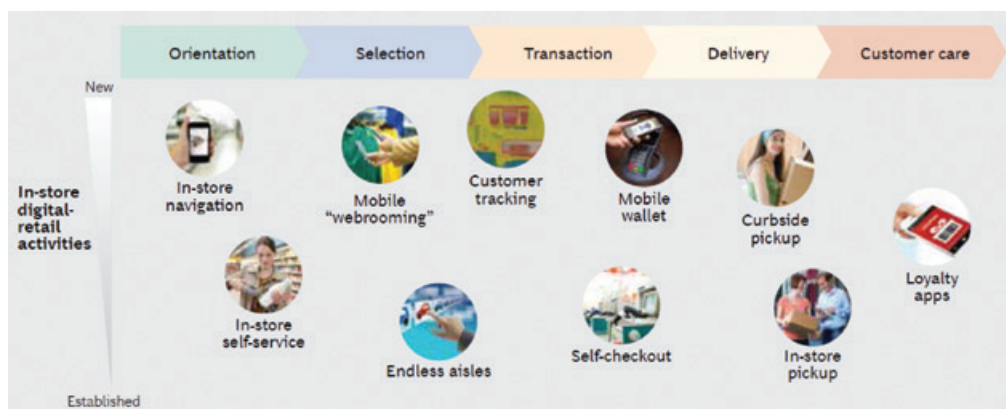 Orientation
Selection
Transaction
Delivery
Customer care
New
In-store
digital-
retail
activities
Established
In-store
navigation
Mobile
“webrooming”
Customer
tracking
Mobile
wallet
Curbside
pickup
Loyalty
apps
In-store
self-service
Endless aisles
Self-checkout
In-store
pickup